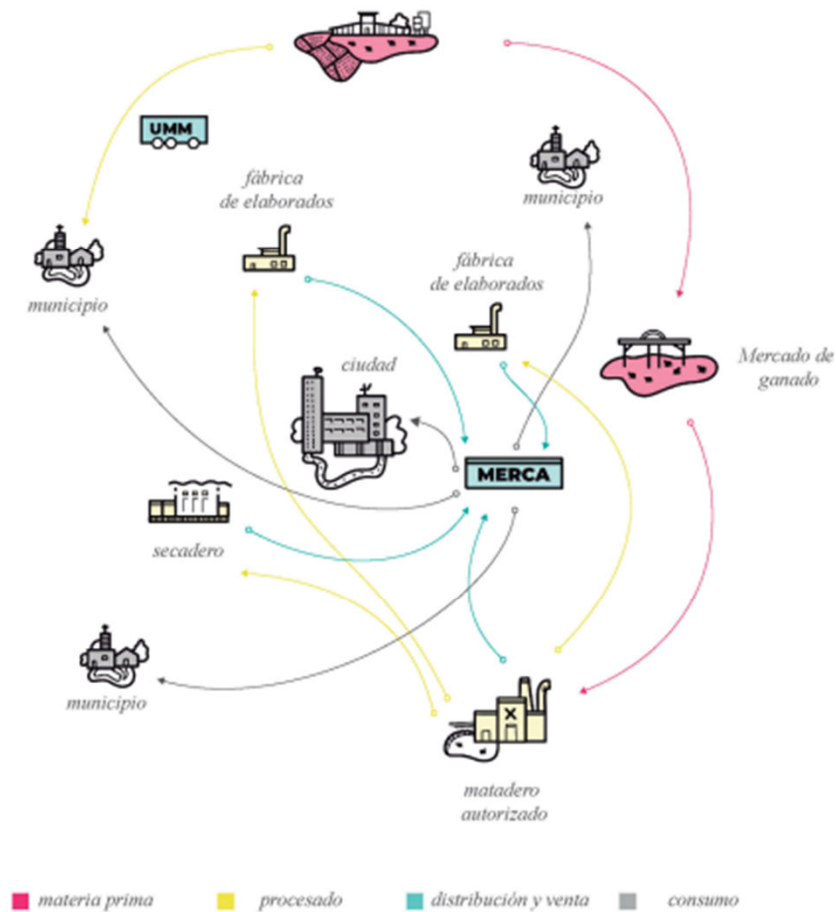 UMM
municipio
fábrica
de elaborados
municipio
fábrica
de elaborados
Mercado de
ganado
ciudad
MERCA
secadero
municipio
matadero
autorizado
materia prima
procesado
distribución y venta
consumo